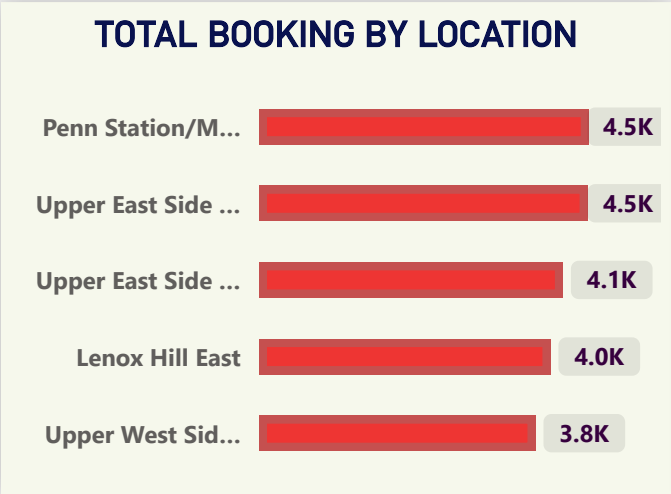 TOTAL BOOKING BY LOCATION
Penn Station/M... 4.5K
Upper East Side ... 4.5K
Upper East Side ... 4.1K
Lenox Hill East 4.0K
Upper West Sid... 3.8K